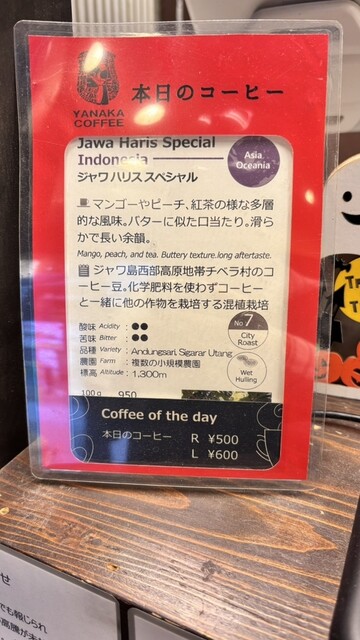 YANAKA
COFFEE
本日のコーヒー
Jawa Haris Special
Indonesia
Asia
Oceania
ジャワ ハリス スペシャル
マンゴーやピーチ、紅茶の様な多層
的な風味。バターに似た口当たり。滑ら
かで長い余韻。
Mango, peach, and tea. Buttery texture.long aftertaste.
ジャワ島西部高原地帯チベラ村のコ
ーヒー豆。化学肥料を使わずコーヒー
と一緒に他の作物を栽培する混植栽培
酸味 Acidity : ●●
苦味 Bitter : ●●
品種 Variety : Andungsari, Sigarar Utang
農園 Farm : 複数の小規模農園
標高 Altitude : 1,300m
No 7
City
Roast
Wet
Hulling
100g 950
Coffee of the day
本日のコーヒー R ¥500
L ¥600
せ
でも報じられ